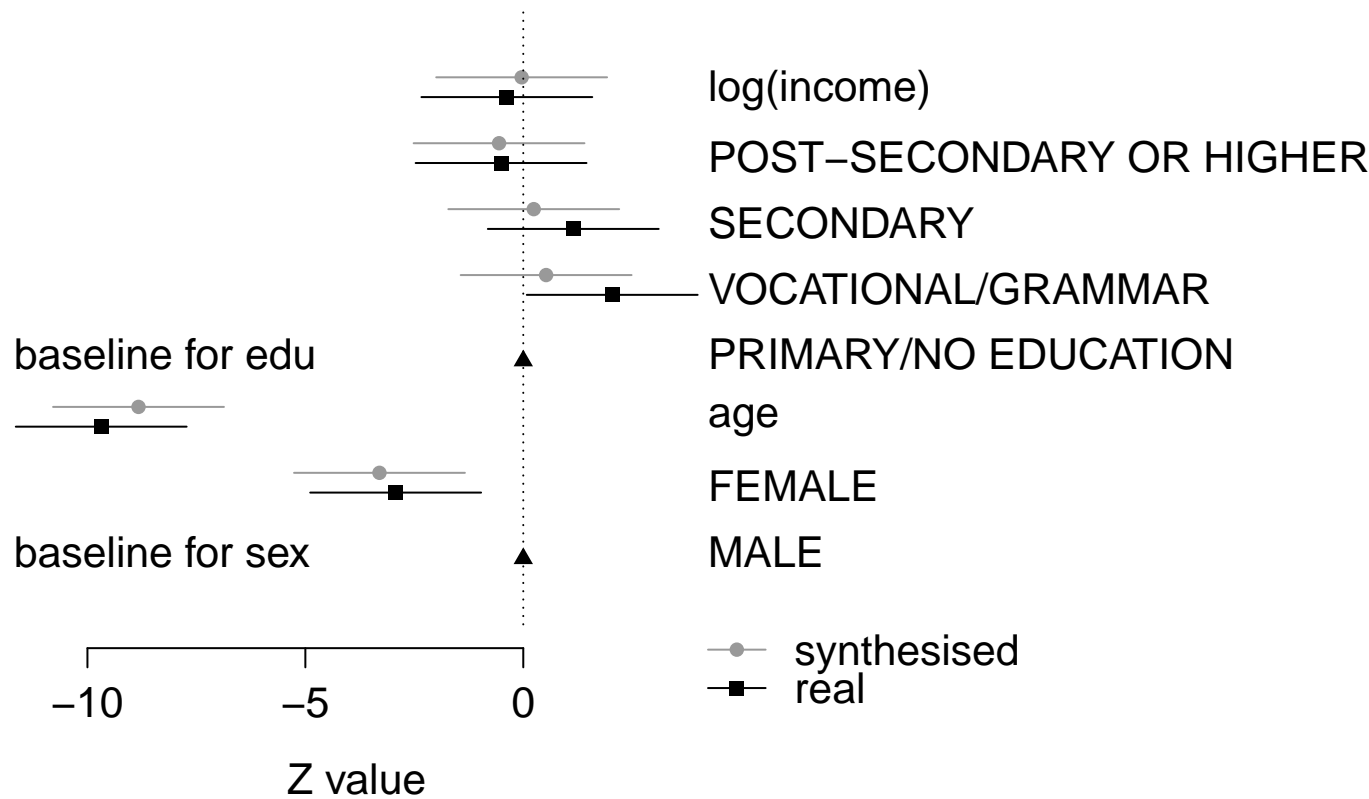 log(income)
POST−SECONDARY OR HIGHER
SECONDARY
VOCATIONAL/GRAMMAR
baseline for edu PRIMARY/NO EDUCATION
age
FEMALE
baseline for sex MALE
synthesised
real
−10 −5 0
Z value